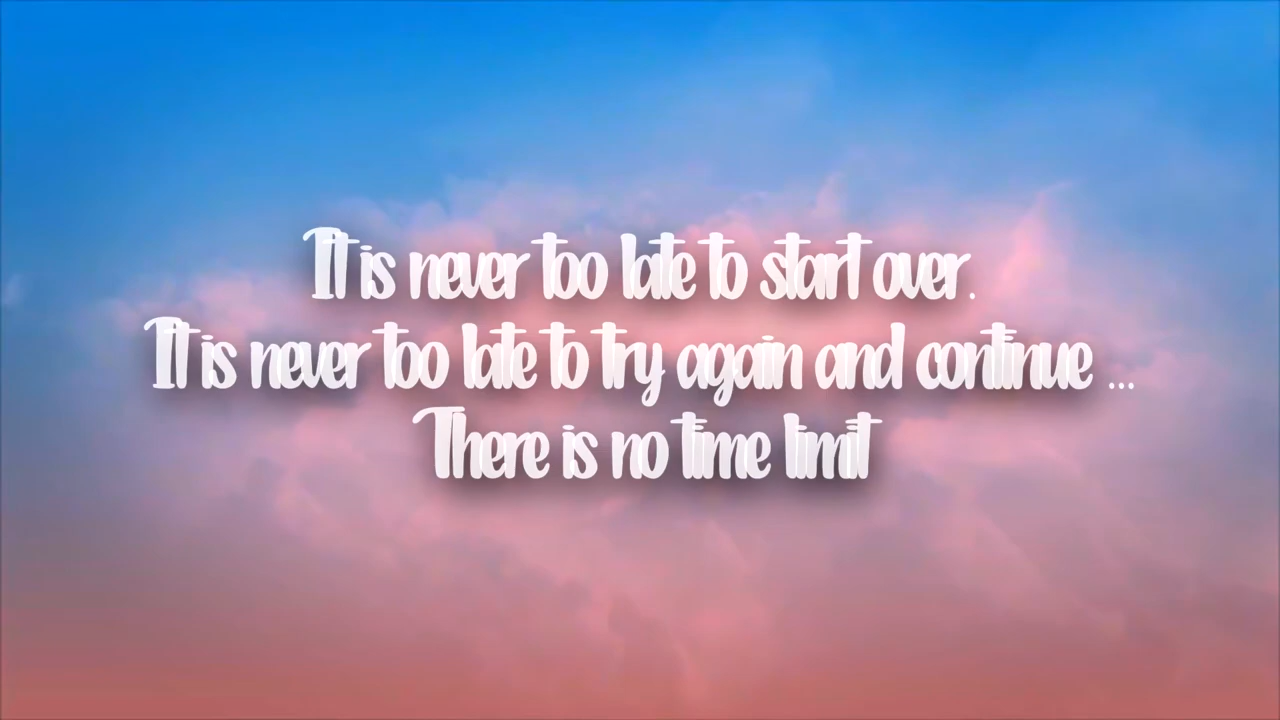 It is never too late to start over.
It is never too late to try again and continue ...
There is no time limit